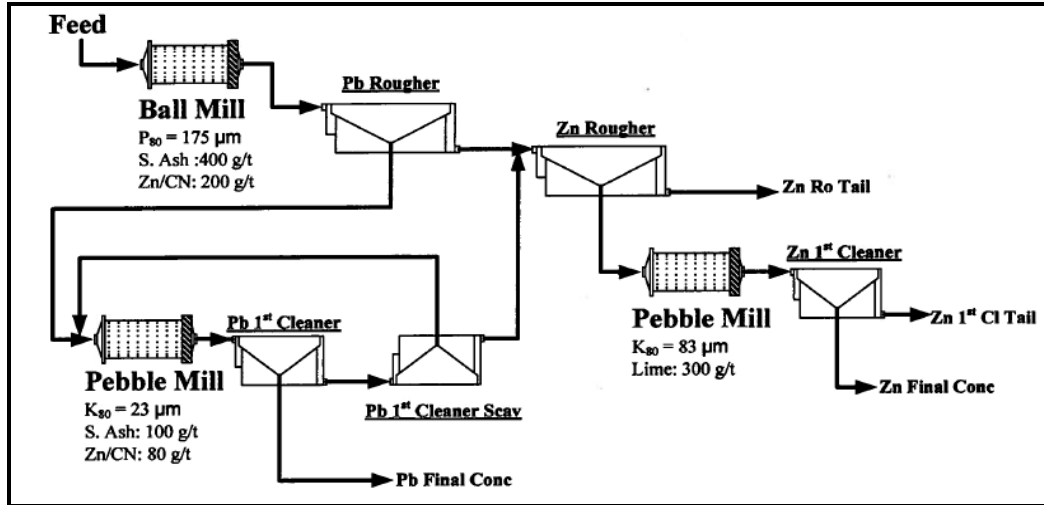 Feed
Ball Mill
P₈₀ = 175 µm
S. Ash :400 g/t
Zn/CN: 200 g/t
Pb Rougher
Zn Rougher
Zn Ro Tail
Pebble Mill
K₈₀ = 83 µm
Lime: 300 g/t
Zn 1ˢᵗ Cleaner
Zn 1ˢᵗ Cl Tail
Zn Final Conc
Pebble Mill
K₈₀ = 23 µm
S. Ash: 100 g/t
Zn/CN: 80 g/t
Pb 1ˢᵗ Cleaner
Pb 1ˢᵗ Cleaner Scav
Pb Final Conc